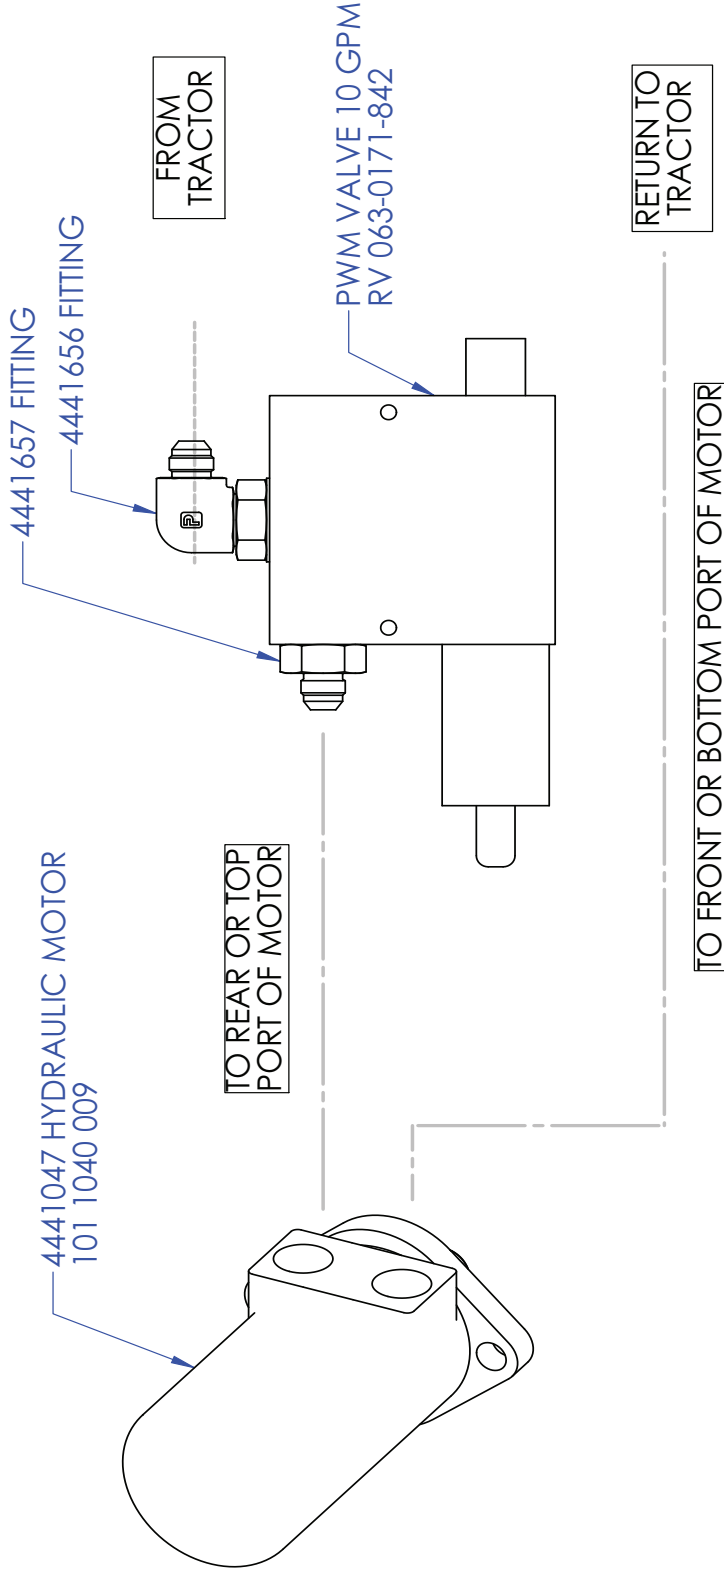 4441657 FITTING
4441656 FITTING
FROM
TRACTOR
4441047 HYDRAULIC MOTOR
101 1040 009
TO REAR OR TOP
PORT OF MOTOR
PWM VALVE 10 GPM
RV 063-0171-842
RETURN TO
TRACTOR
TO FRONT OR BOTTOM PORT OF MOTOR